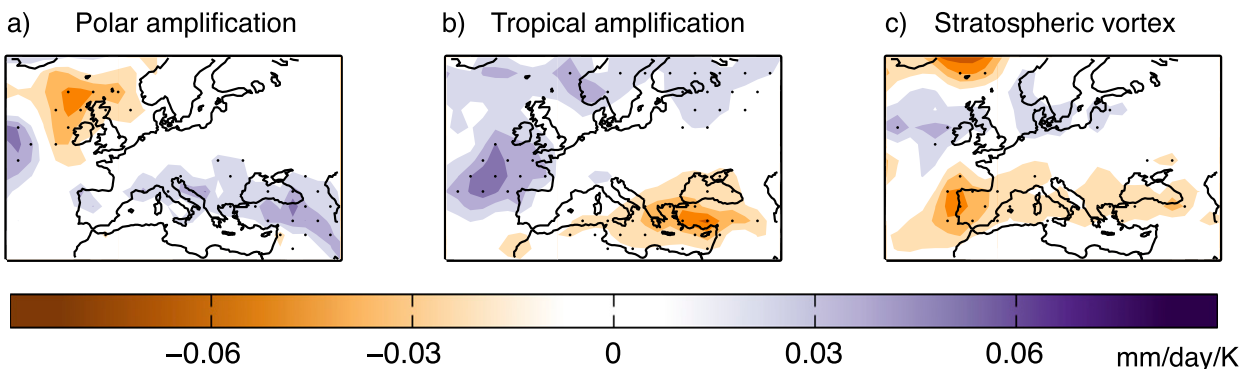 a) Polar amplification
b) Tropical amplification
c) Stratospheric vortex
−0.06 −0.03 0 0.03 0.06 mm/day/K